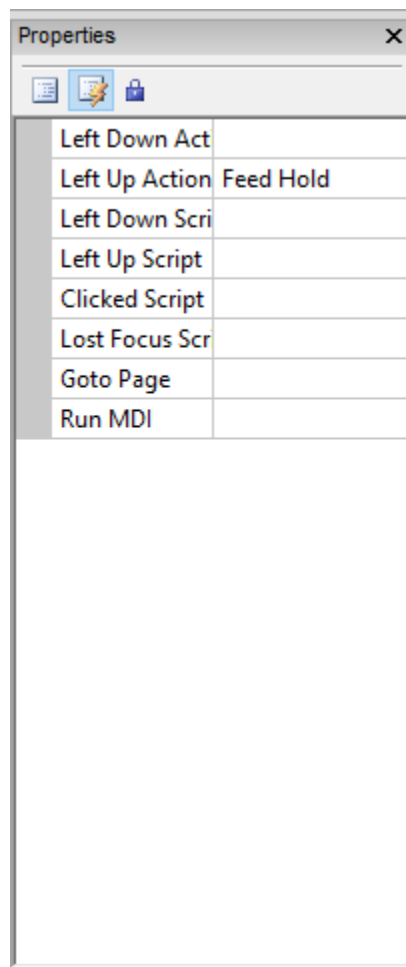 Properties
Left Down Act
Left Up Action Feed Hold
Left Down Scri
Left Up Script
Clicked Script
Lost Focus Scr
Goto Page
Run MDI